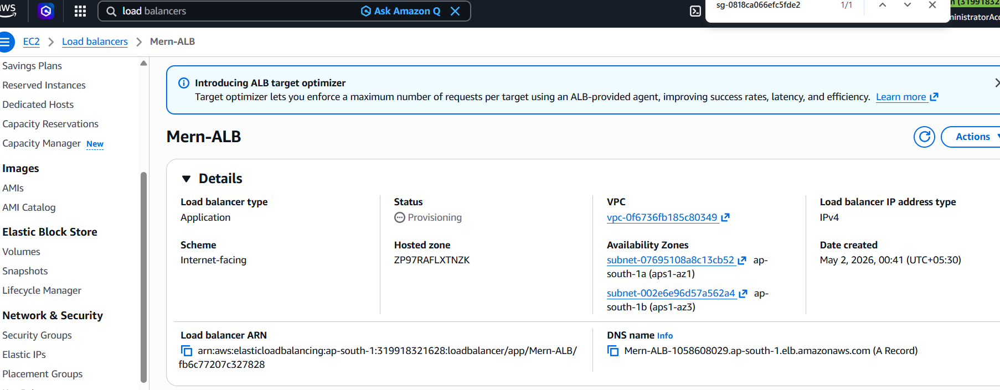 aws
load balancers
Ask Amazon Q
sg-0818ca066efc5fde2
1/1
EC2 > Load balancers > Mern-ALB
Savings Plans
Reserved Instances
Dedicated Hosts
Capacity Reservations
Capacity Manager New
Images
AMIs
AMI Catalog
Elastic Block Store
Volumes
Snapshots
Lifecycle Manager
Network & Security
Security Groups
Elastic IPs
Placement Groups
Introducing ALB target optimizer
Target optimizer lets you enforce a maximum number of requests per target using an ALB-provided agent, improving success rates, latency, and efficiency. Learn more
Mern-ALB
Actions
Details
Load balancer type
Application
Status
Provisioning
VPC
vpc-0f6736fb185c80349
Load balancer IP address type
IPv4
Scheme
Internet-facing
Hosted zone
ZP97RAFLXTNZK
Availability Zones
subnet-07695108a8c13cb52 ap-
south-1a (aps1-az1)
subnet-002e6e96d57a562a4 ap-
south-1b (aps1-az3)
Date created
May 2, 2026, 00:41 (UTC+05:30)
Load balancer ARN
arn:aws:elasticloadbalancing:ap-south-1:319918321628:loadbalancer/app/Mern-ALB/
fb6c77207c327828
DNS name Info
Mern-ALB-1058608029.ap-south-1.elb.amazonaws.com (A Record)